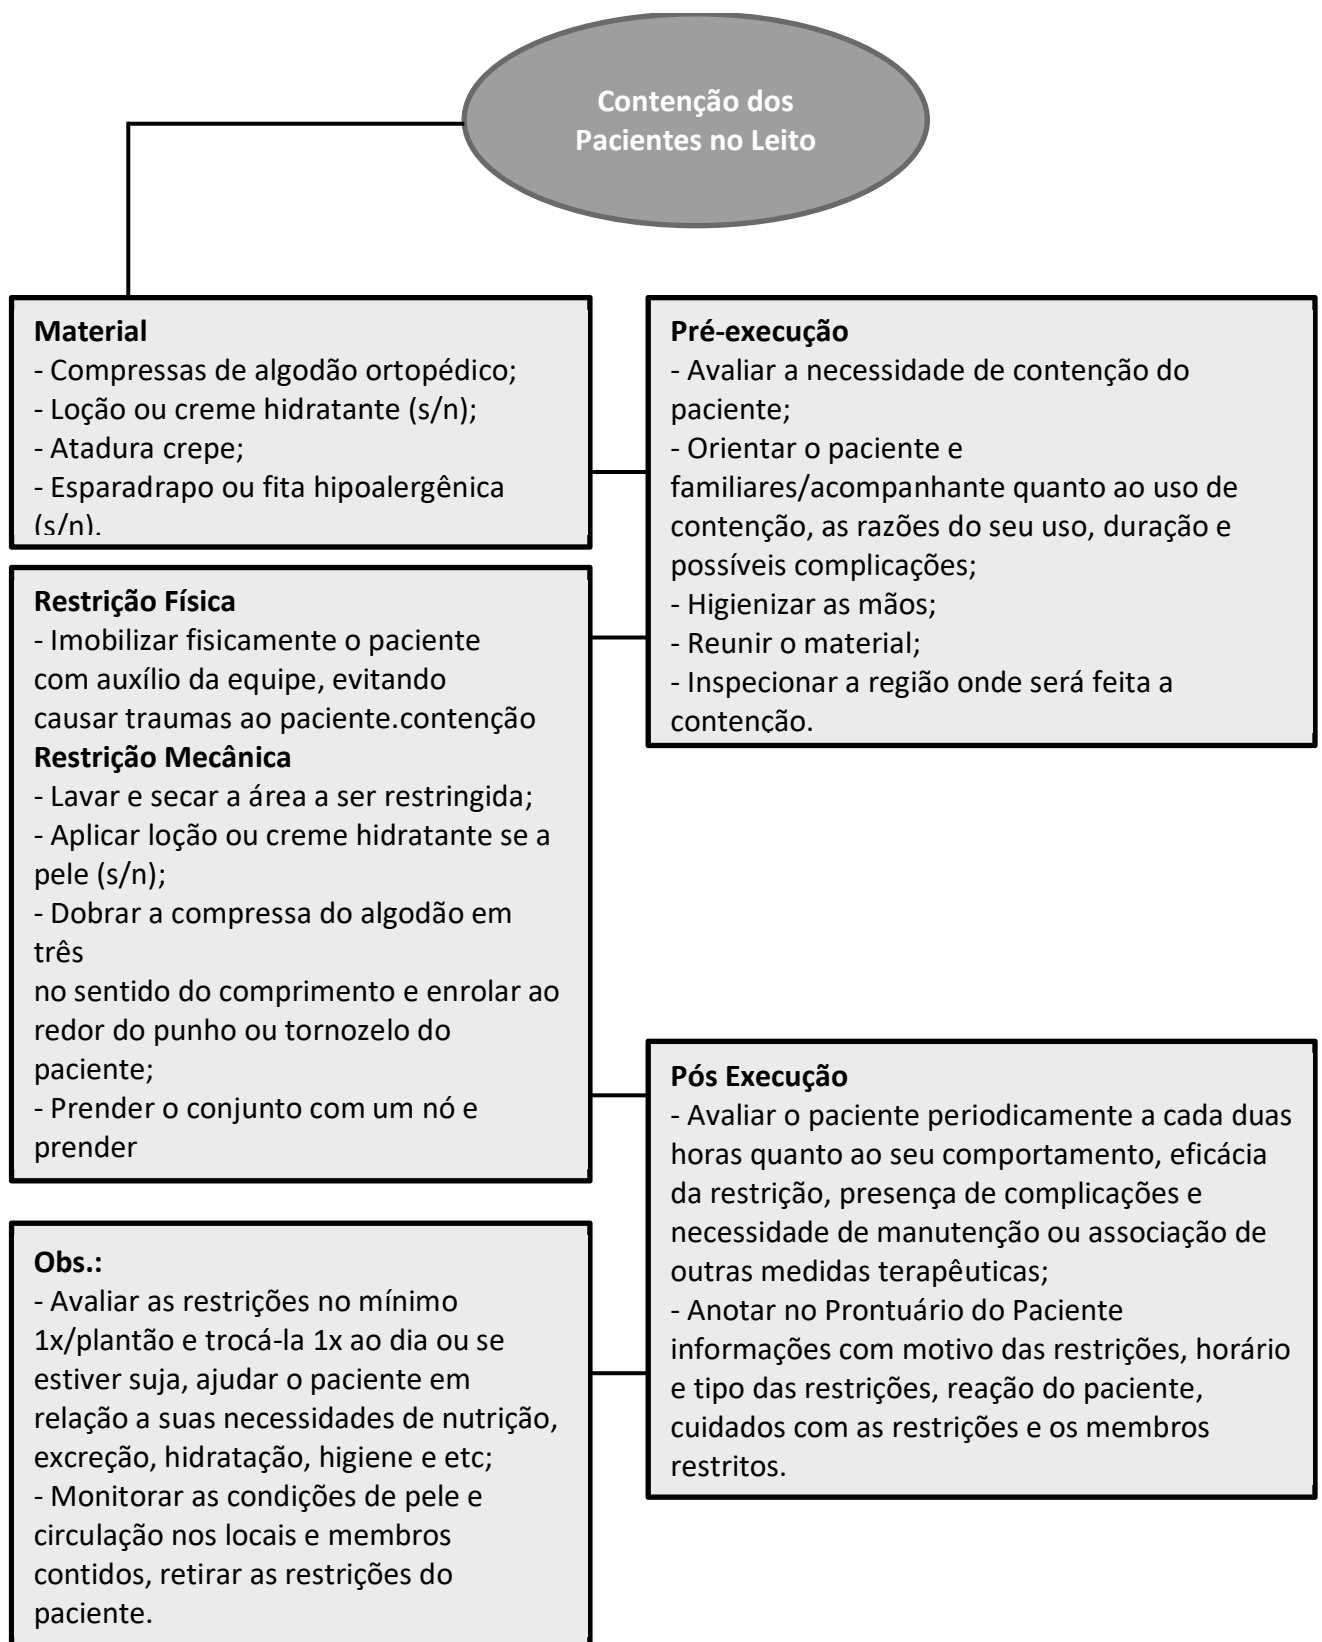 Contenção dos
Pacientes no Leito
Material
- Compressas de algodão ortopédico;
- Loção ou creme hidratante (s/n);
- Atadura crepe;
- Esparadrapo ou fita hipoalergênica
(s/n).
Pré-execução
- Avaliar a necessidade de contenção do
paciente;
- Orientar o paciente e
familiares/acompanhante quanto ao uso de
contenção, as razões do seu uso, duração e
possíveis complicações;
- Higienizar as mãos;
- Reunir o material;
- Inspecionar a região onde será feita a
contenção.
Restrição Física
- Imobilizar fisicamente o paciente
com auxílio da equipe, evitando
causar traumas ao paciente.contenção
Restrição Mecânica
- Lavar e secar a área a ser restringida;
- Aplicar loção ou creme hidratante se a
pele (s/n);
- Dobrar a compressa do algodão em
três
no sentido do comprimento e enrolar ao
redor do punho ou tornozelo do
paciente;
- Prender o conjunto com um nó e
prender
Pós Execução
- Avaliar o paciente periodicamente a cada duas
horas quanto ao seu comportamento, eficácia
da restrição, presença de complicações e
necessidade de manutenção ou associação de
outras medidas terapêuticas;
- Anotar no Prontuário do Paciente
informações com motivo das restrições, horário
e tipo das restrições, reação do paciente,
cuidados com as restrições e os membros
restritos.
Obs.:
- Avaliar as restrições no mínimo
1x/plantão e trocá-la 1x ao dia ou se
estiver suja, ajudar o paciente em
relação a suas necessidades de nutrição,
excreção, hidratação, higiene e etc;
- Monitorar as condições de pele e
circulação nos locais e membros
contidos, retirar as restrições do
paciente.